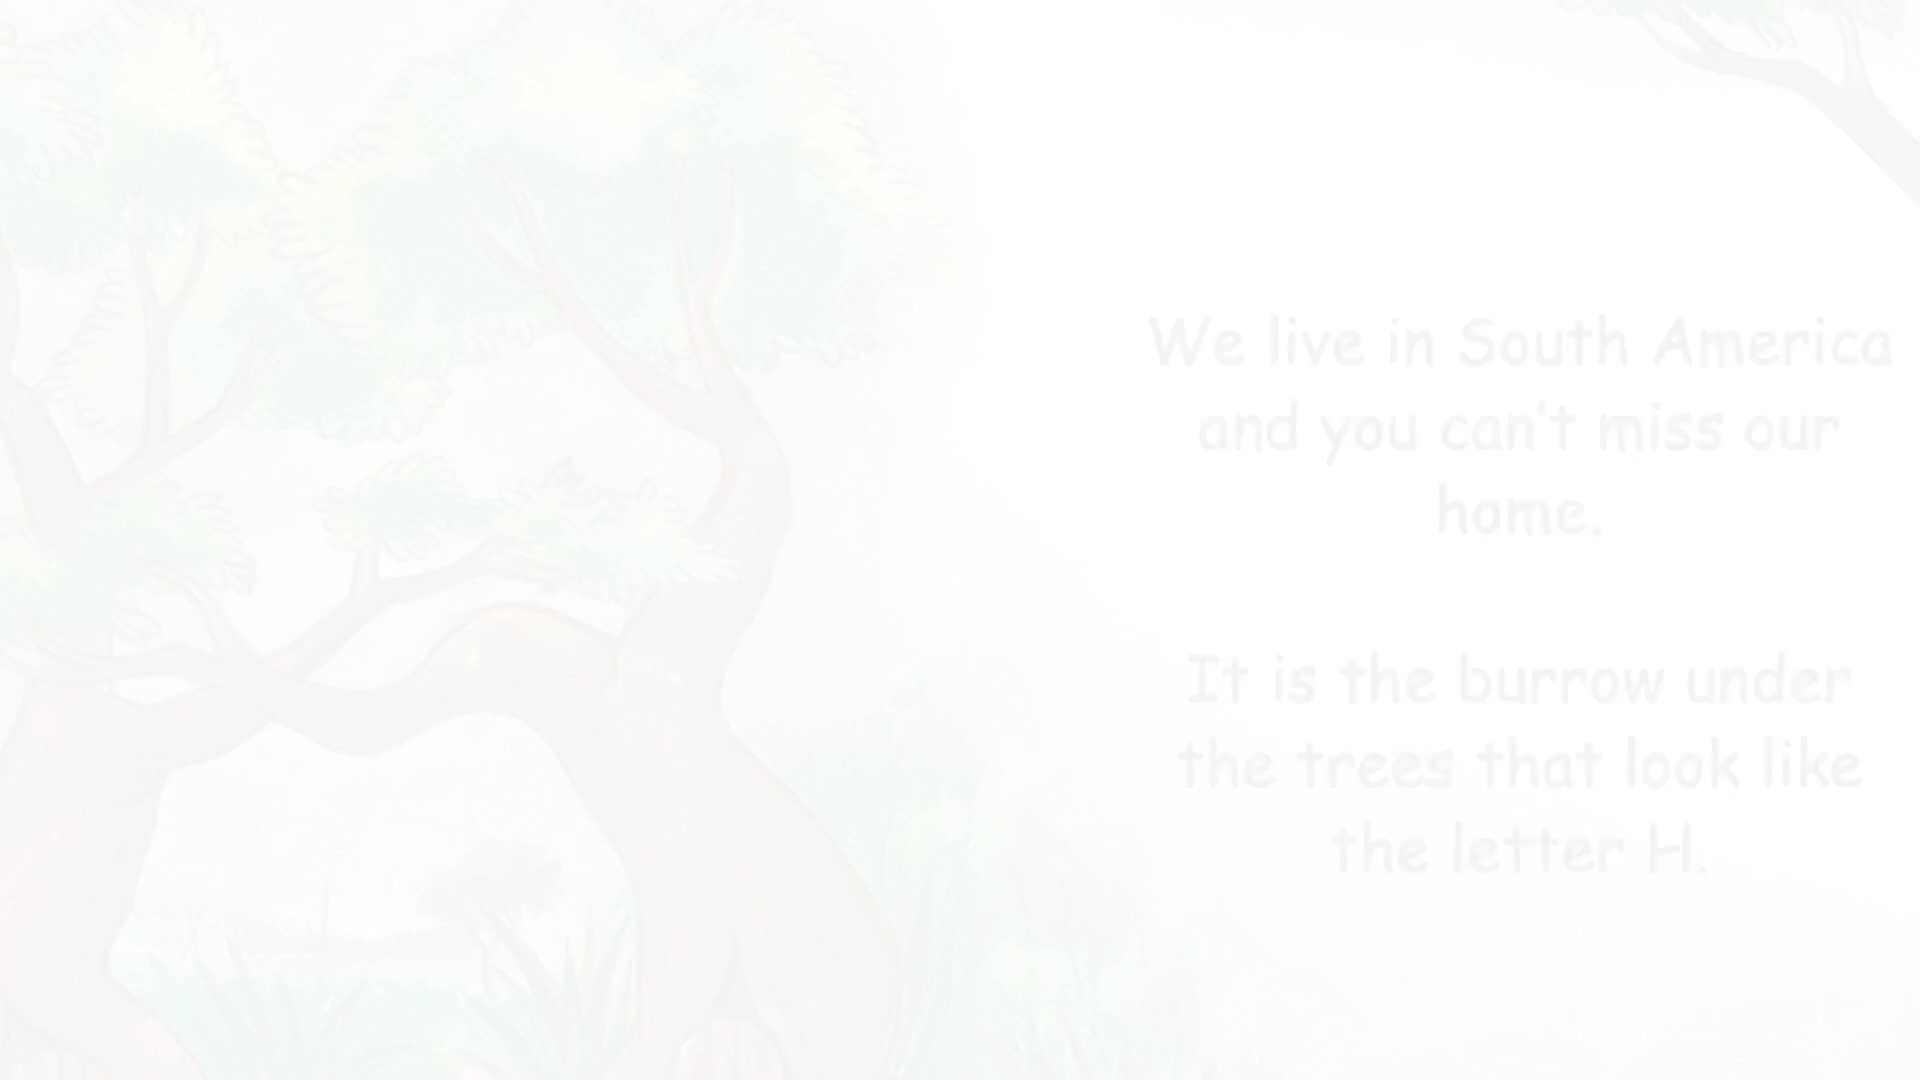 We live in South America
and you can't miss our
home.
It is the burrow under
the trees that look like
the letter H.